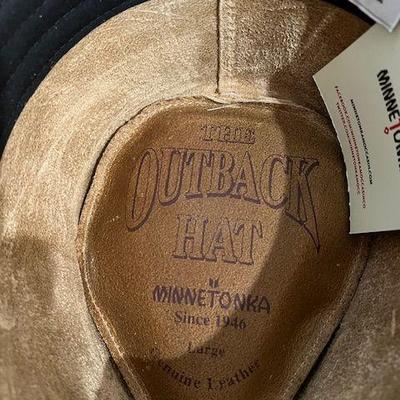 THE
OUTBACK
HAT
MINNETONKA
Since 1946
Large
Genuine Leather
MINNETONKA